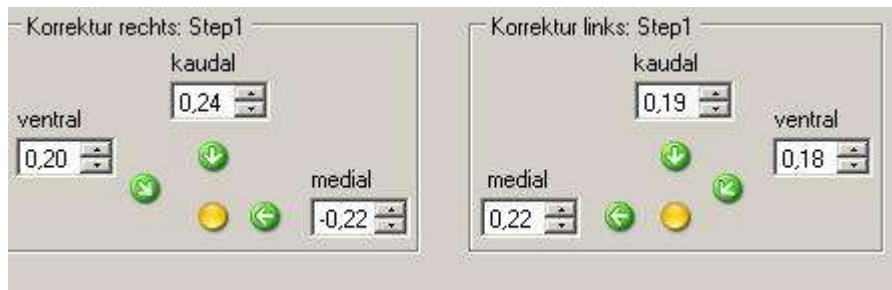 Korrektur rechts: Step1
kaudal
0,24
ventral
0,20
medial
-0,22
Korrektur links: Step1
kaudal
0,19
ventral
0,18
medial
0,22